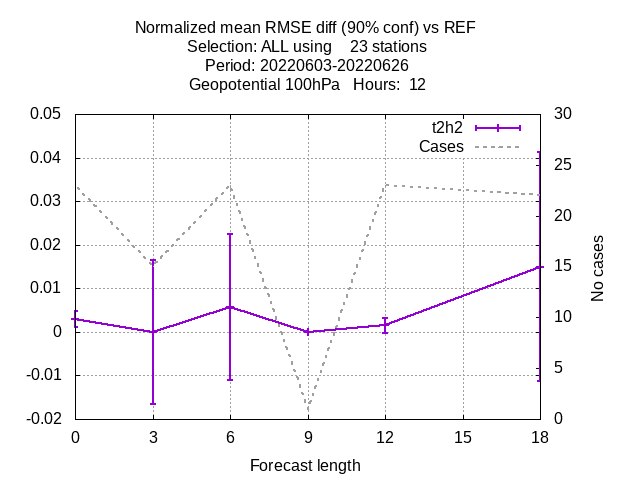 Normalized mean RMSE diff (90% conf) vs REF
Selection: ALL using    23 stations
Period: 20220603-20220626
Geopotential 100hPa   Hours:  12
0.05
0.04
0.03
0.02
0.01
0
-0.01
-0.02
t2h2
Cases
30
25
20
15
10
5
0
No cases
0 3 6 9 12 15 18
Forecast length